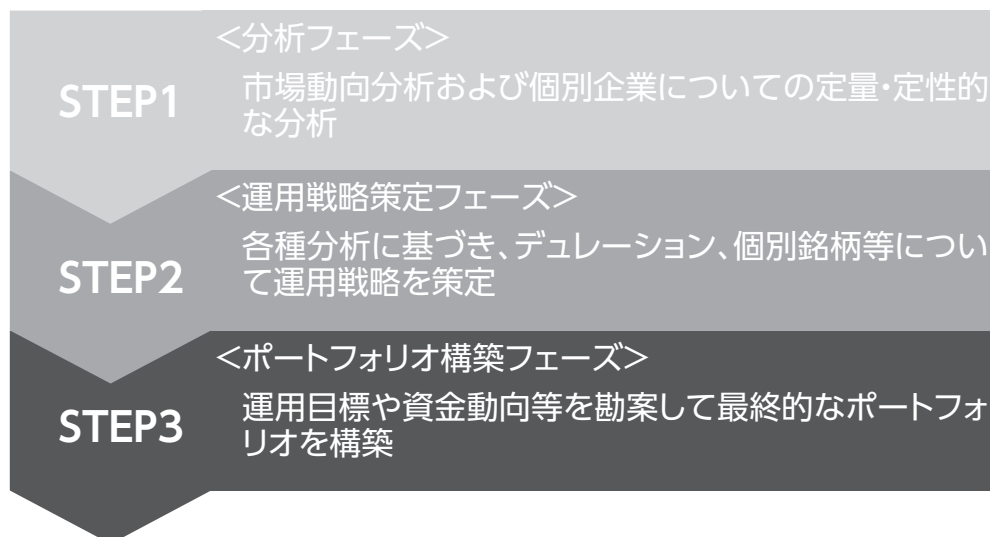 STEP1
<分析フェーズ>
市場動向分析および個別企業についての定量・定性的
な分析
STEP2
<運用戦略策定フェーズ>
各種分析に基づき、デュレーション、個別銘柄等につい
て運用戦略を策定
STEP3
<ポートフォリオ構築フェーズ>
運用目標や資金動向等を勘案して最終的なポートフォ
リオを構築